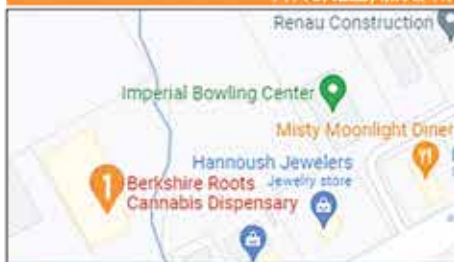 Renau Construction
Imperial Bowling Center
Misty Moonlight Diner
Hannoush Jewelers
Jewelry store
1
Berkshire Roots
Cannabis Dispensary